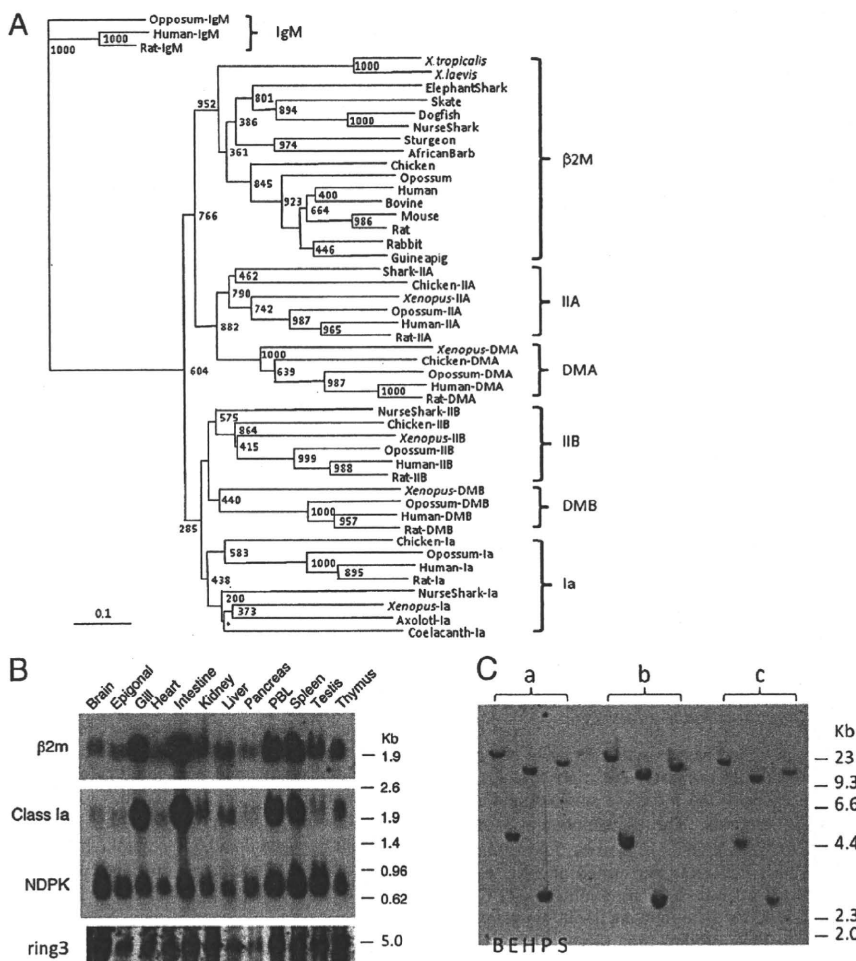 A
Opposum-IgM
Human-IgM
Rat-IgM
1000
1000
IgM
X.tropicalis
1000
X.laevis
ElephantShark
801
Skate
952
894
Dogfish
386
1000
NurseShark
Sturgeon
974
361
AfricanBarb
Chicken
β2M
845
Opossum
Human
923
400
Bovine
664
Mouse
766
986
Rat
Rabbit
446
Guineapig
Shark-IIA
462
Chicken-IIA
790
Xenopus-IIA
IIA
742
Opossum-IIA
987
Human-IIA
882
965
Rat-IIA
Xenopus-DMA
1000
Chicken-DMA
604
639
Opossum-DMA
DMA
987
Human-DMA
1000
Rat-DMA
NurseShark-IIB
575
Chicken-IIB
864
Xenopus-IIB
415
IIB
Opossum-IIB
999
Human-IIB
988
Rat-IIB
Xenopus-DMB
440
Opossum-DMB
1000
DMB
Human-DMB
285
957
Rat-DMB
Chicken-Ia
583
Opossum-Ia
1000
Human-Ia
438
895
Rat-Ia
Ia
NurseShark-Ia
200
Xenopus-Ia
373
0.1
Axolotl-Ia
Coelacanth-Ia
B
Brain
Epigonal
Gill
Heart
Intestine
Kidney
Liver
Pancreas
PBL
Spleen
Testis
Thymus
Kb
β2m
1.9
2.6
Class Ia
1.9
1.4
0.96
NDPK
0.62
ring3
5.0
C
a b c
Kb
23
9.3
6.6
4.4
2.3
2.0
B E H P S